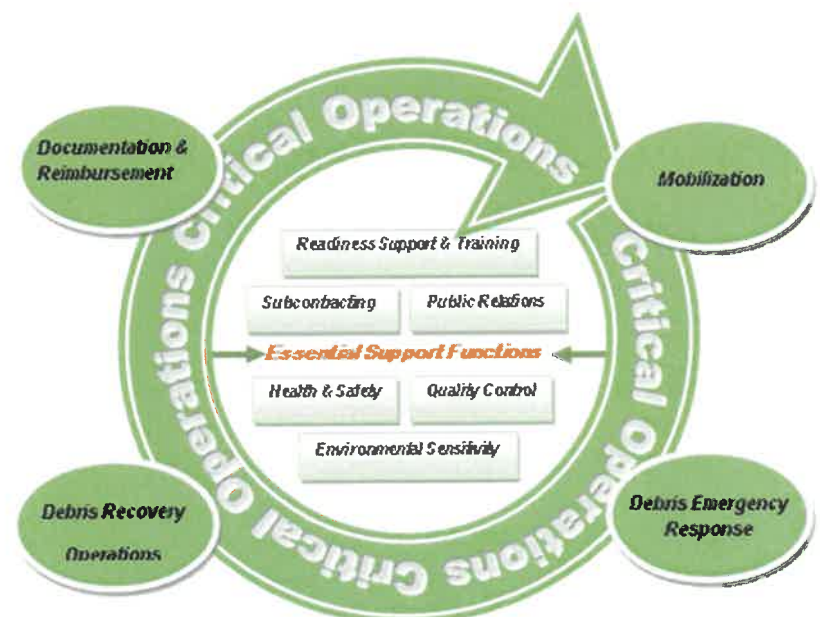 Critical Operations Critical Operations Critical Operations Critical Operations
Documentation &
Reimbursement
Mobilization
Readiness Support & Training
Subcontracting
Public Relations
Essential Support Functions
Health & Safety
Quality Control
Environmental Sensitivity
Debris Recovery
Operations
Debris Emergency
Response